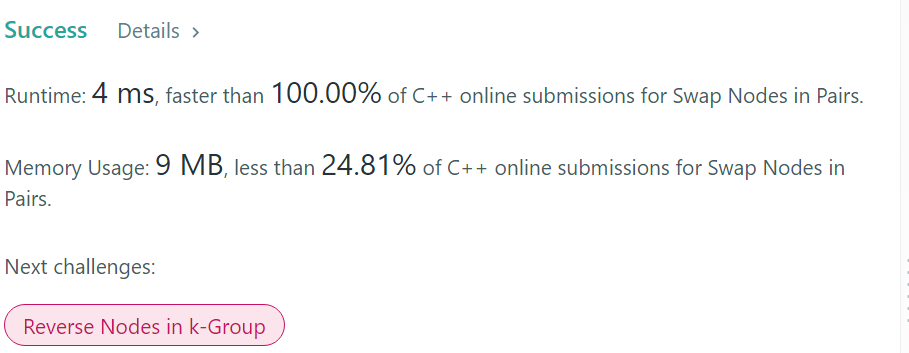 Success Details >
Runtime: 4 ms, faster than 100.00% of C++ online submissions for Swap Nodes in Pairs.
Memory Usage: 9 MB, less than 24.81% of C++ online submissions for Swap Nodes in
Pairs.
Next challenges:
Reverse Nodes in k-Group